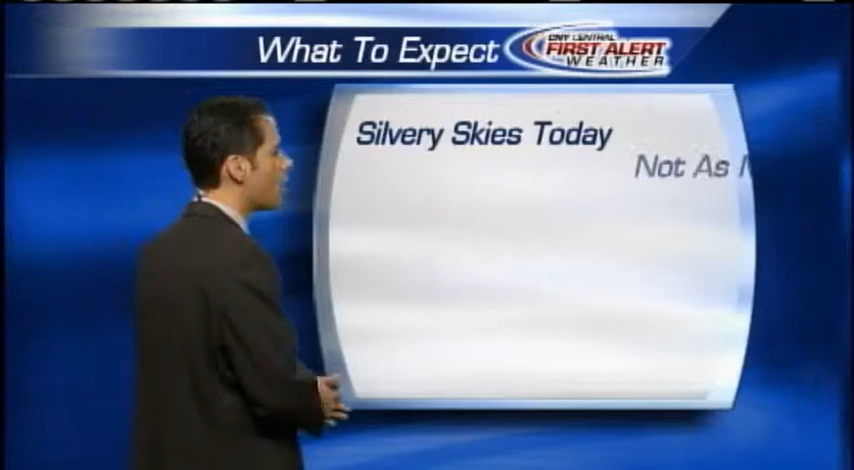 What To Expect
CNY CENTRAL
FIRST ALERT
WEATHER
Silvery Skies Today
Not As